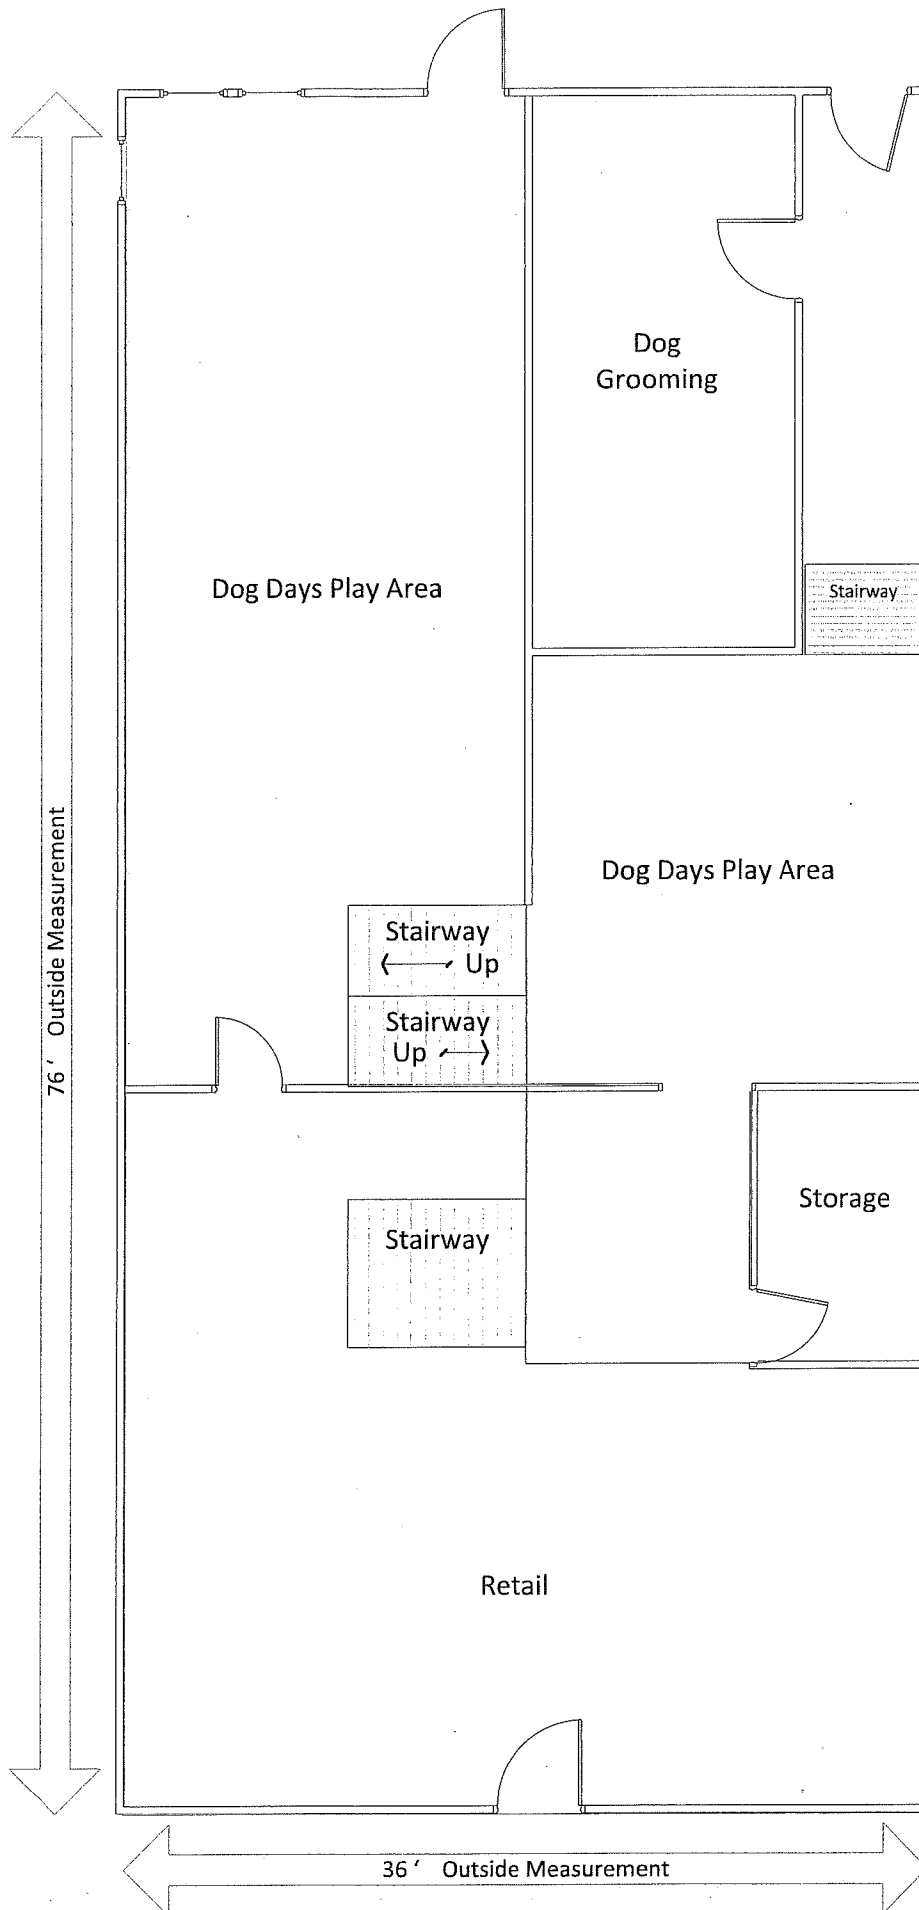 Dog
Grooming
Dog Days Play Area
Stairway
Dog Days Play Area
Stairway
Up
Stairway
Up
76 ' Outside Measurement
Storage
Stairway
Retail
36 ' Outside Measurement